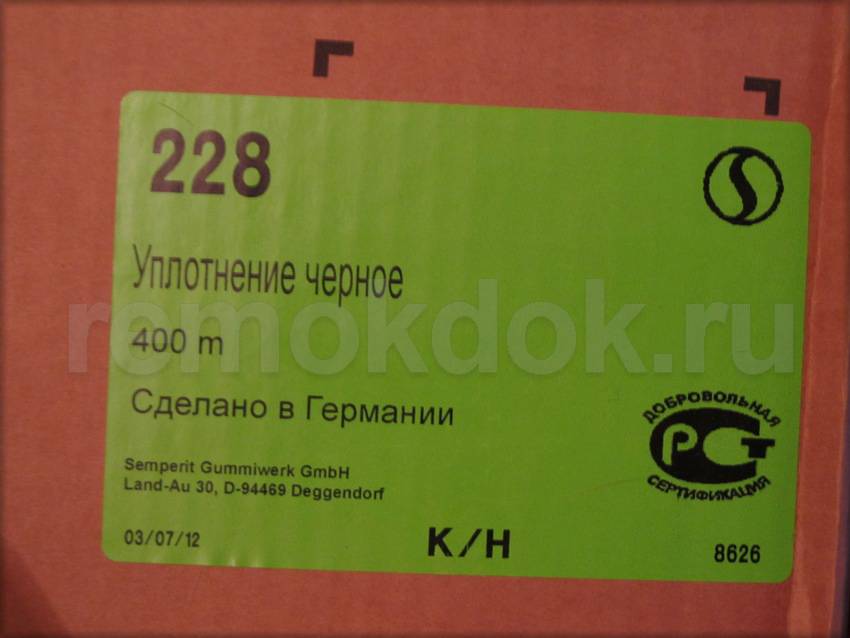 228
Уплотнение черное
remokdok.ru
400 m
Сделано в Германии
ДОБРОВОЛЬНАЯ
РСТ
СЕРТИФИКАЦИЯ
Semperit Gummiwerk GmbH
Land-Au 30, D-94469 Deggendorf
03/07/12
K/H
8626